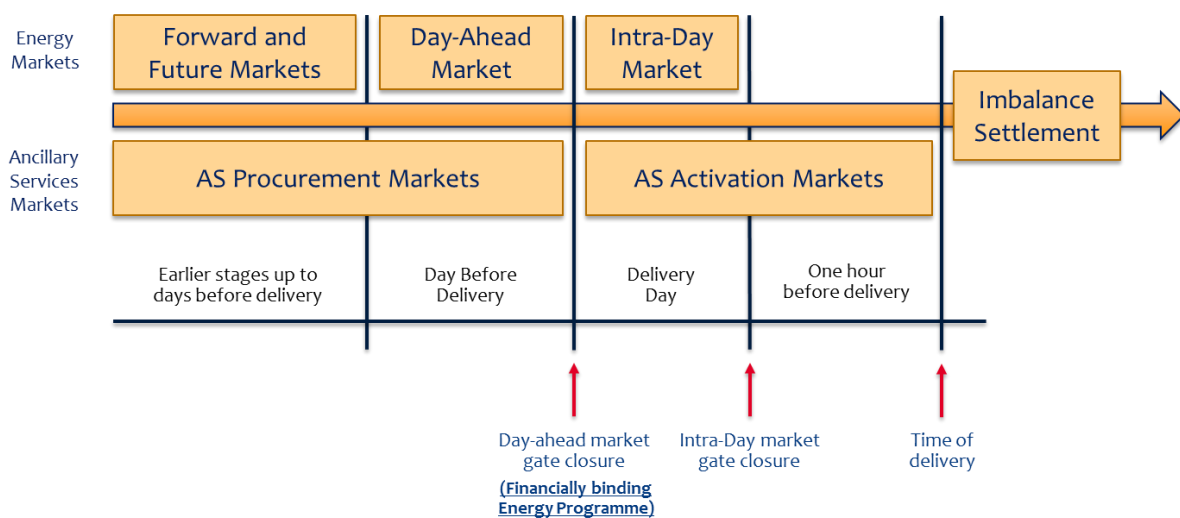 Energy
Markets
Forward and
Future Markets
Day-Ahead
Market
Intra-Day
Market
Imbalance
Settlement
Ancillary
Services
Markets
AS Procurement Markets
AS Activation Markets
Earlier stages up to
days before delivery
Day Before
Delivery
Delivery
Day
One hour
before delivery
Day-ahead market
gate closure
(Financially binding
Energy Programme)
Intra-Day market
gate closure
Time of
delivery